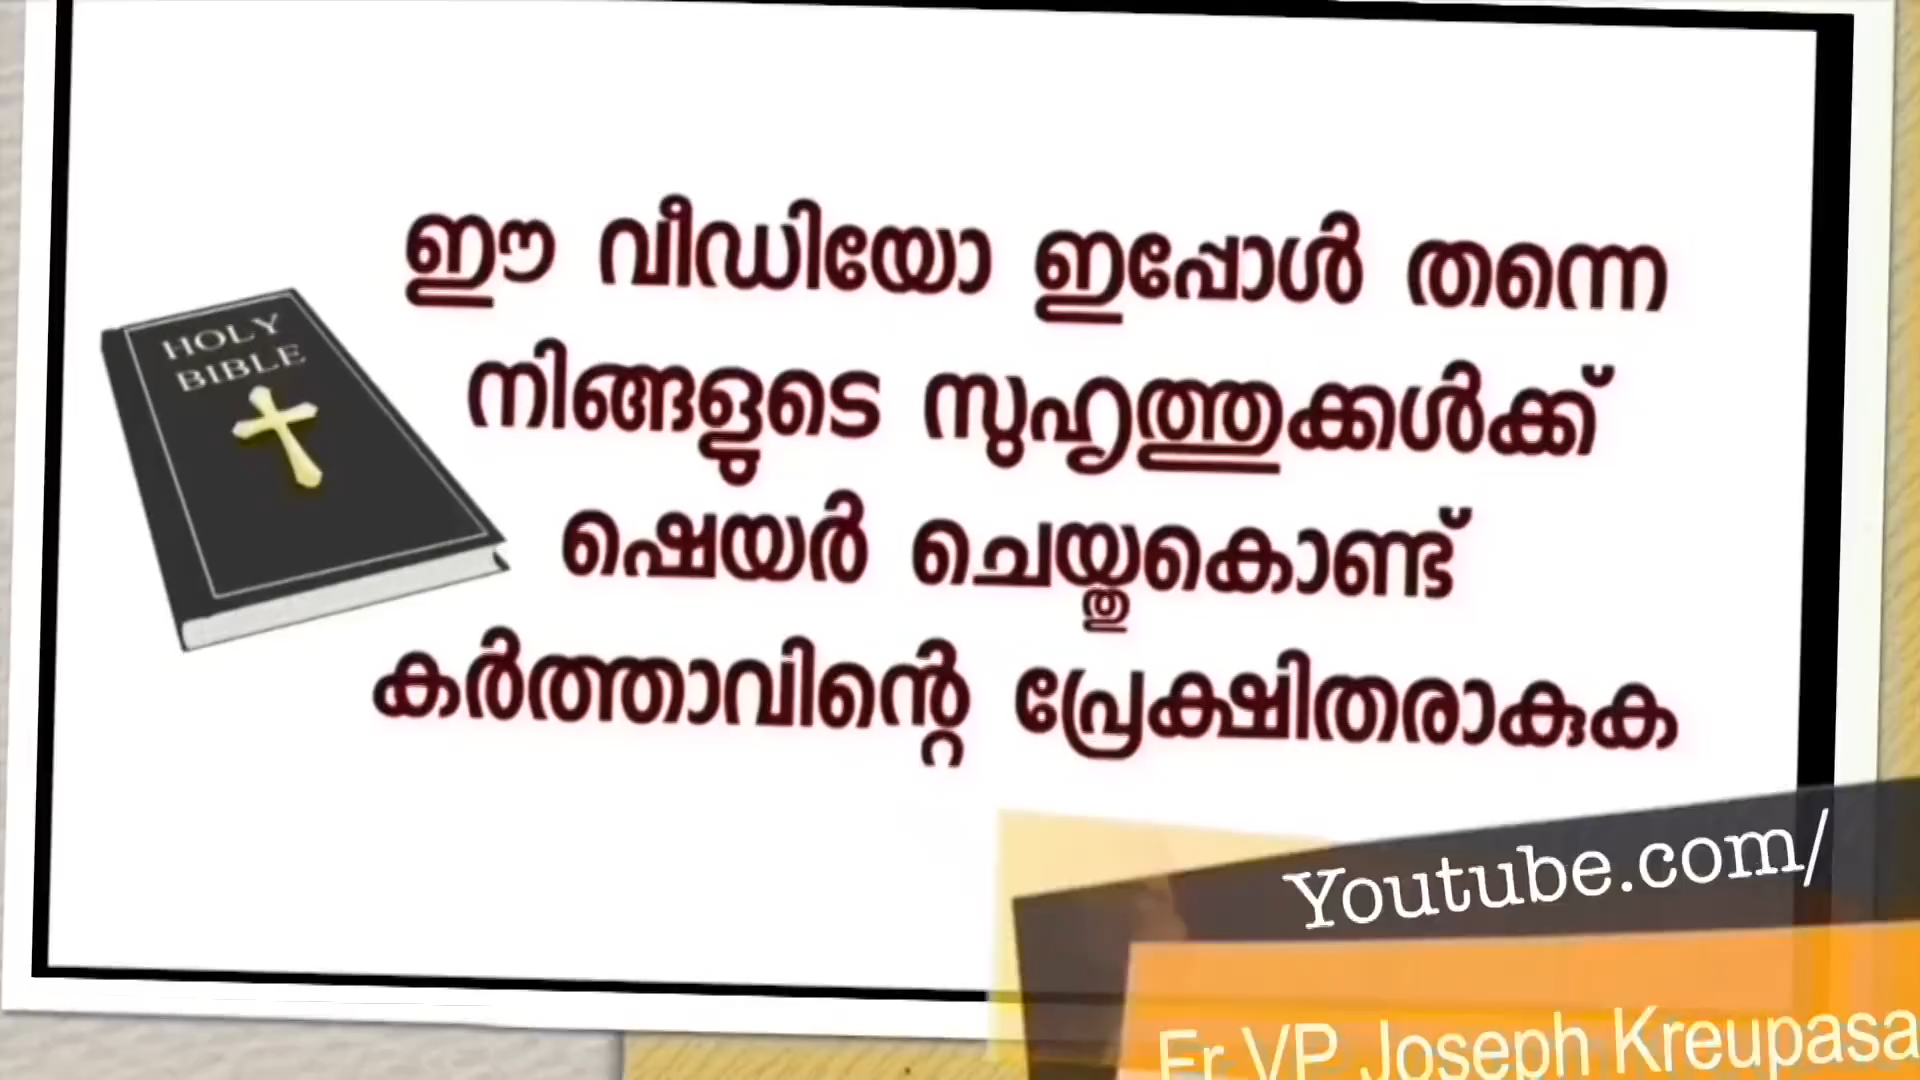 HOLY
BIBLE
ഈ വീഡിയോ ഇപ്പോൾ തന്നെ
നിങ്ങളുടെ സുഹൃത്തുക്കൾക്ക്
ഷെയർ ചെയ്തുകൊണ്ട്
കർത്താവിന്റെ പ്രേക്ഷിതരാകുക
Youtube.com/
Fr VP Joseph Kreupasa